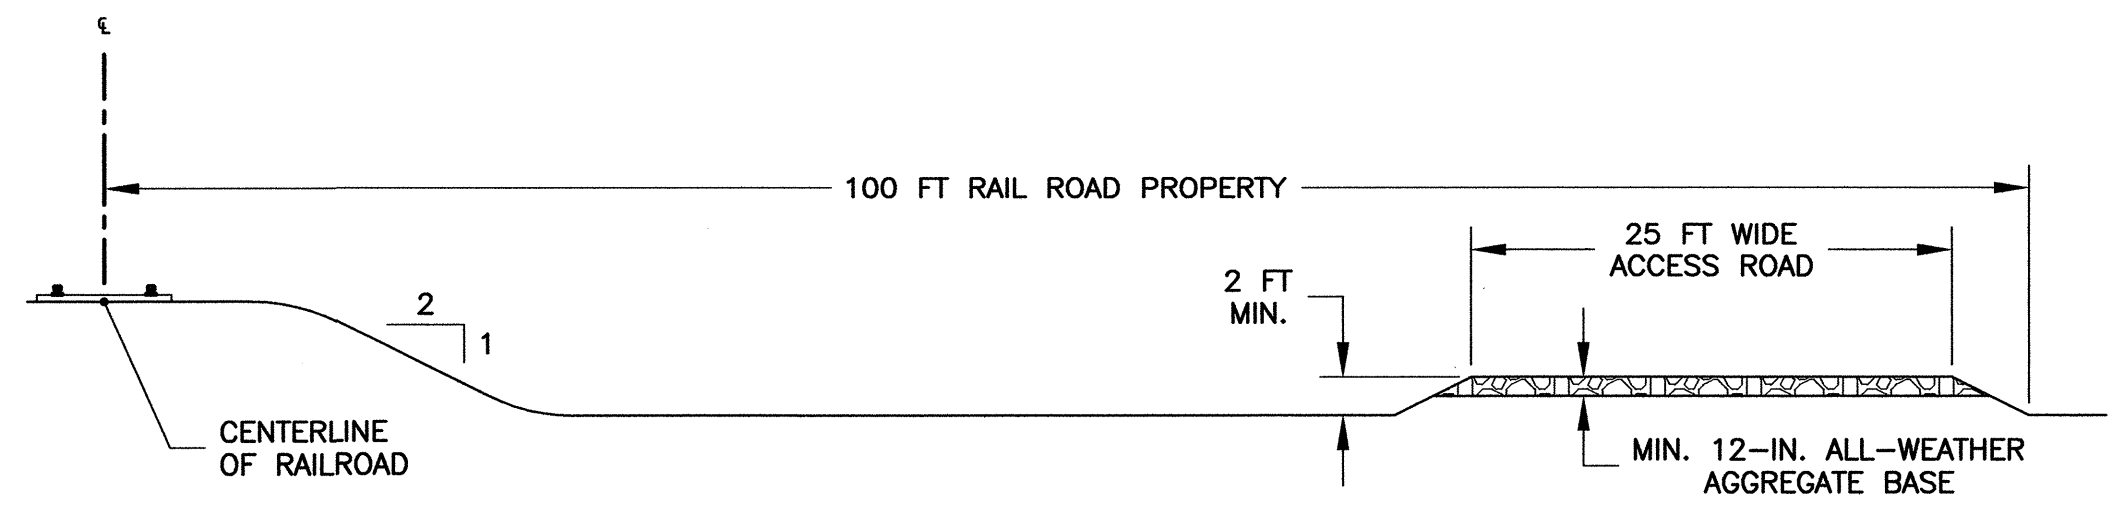 ℄
100 FT RAIL ROAD PROPERTY
25 FT WIDE
ACCESS ROAD
2 FT
MIN.
2
1
CENTERLINE
OF RAILROAD
MIN. 12-IN. ALL-WEATHER
AGGREGATE BASE